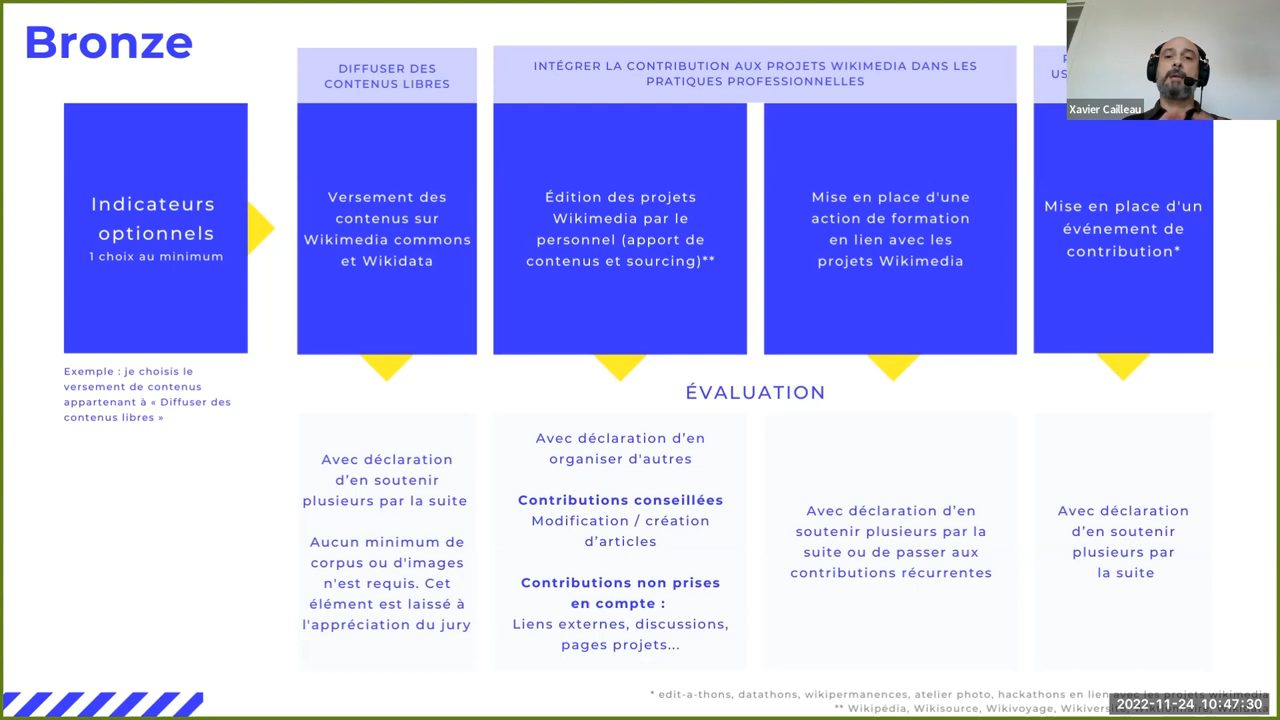 Bronze
DIFFUSER DES
CONTENUS LIBRES
INTÉGRER LA CONTRIBUTION AUX PROJETS WIKIMEDIA DANS LES
PRATIQUES PROFESSIONNELLES
Xavier Cailleau
Indicateurs
optionnels
1 choix au minimum
Versement des
contenus sur
Wikimedia commons
et Wikidata
Édition des projets
Wikimedia par le
personnel (apport de
contenus et sourcing)**
Mise en place d'une
action de formation
en lien avec les
projets Wikimedia
Mise en place d'un
événement de
contribution*
Exemple : je choisis le
versement de contenus
appartenant à « Diffuser des
contenus libres »
ÉVALUATION
Avec déclaration
d’en soutenir
plusieurs par la suite
Aucun minimum de
corpus ou d'images
n'est requis. Cet
élément est laissé à
l'appréciation du jury
Avec déclaration d’en
organiser d'autres
Contributions conseillées
Modification / création
d’articles
Contributions non prises
en compte :
Liens externes, discussions,
pages projets...
Avec déclaration d’en
soutenir plusieurs par la
suite ou de passer aux
contributions récurrentes
Avec déclaration
d’en soutenir
plusieurs par
la suite
* edit-a-thons, datathons, wikipermanences, atelier photo, hackathons en lien avec les projets wikimedia
** Wikipédia, Wikisource, Wikivoyage,
2022-11-24 10:47:30